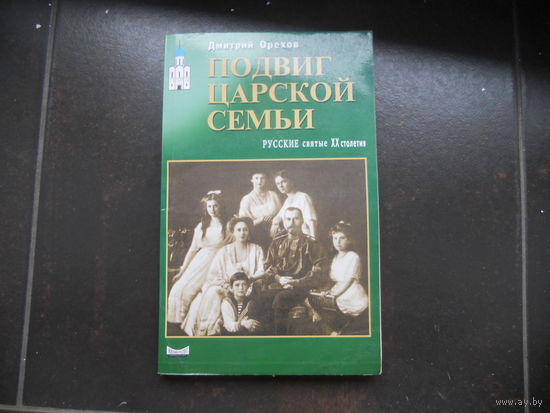 Дмитрий Орехов
ПОДВИГ
ЦАРСКОЙ
СЕМЬИ
РУССКИЕ святые XX столетия
www.ay.by